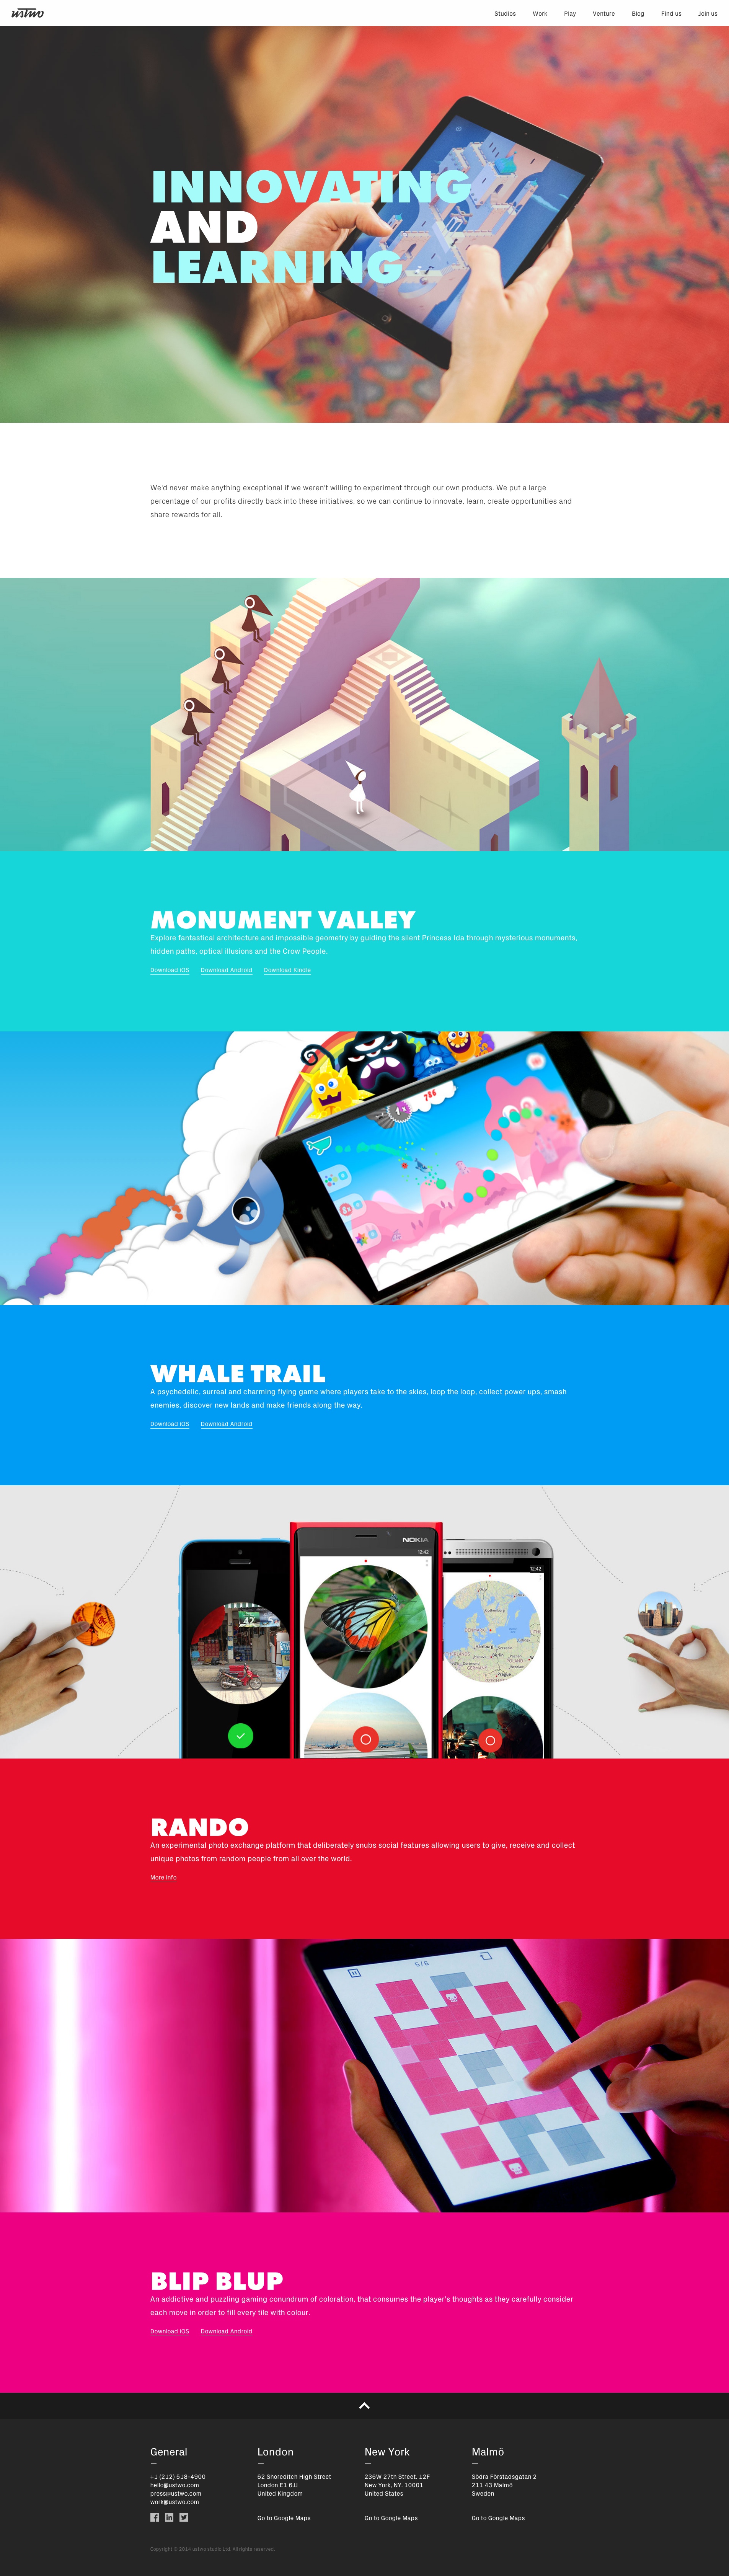 ustwo
Studios Work Play Venture Blog Find us Join us
INNOVATING
AND
LEARNING
We'd never make anything exceptional if we weren't willing to experiment through our own products. We put a large
percentage of our profits directly back into these initiatives, so we can continue to innovate, learn, create opportunities and
share rewards for all.
MONUMENT VALLEY
Explore fantastical architecture and impossible geometry by guiding the silent Princess Ida through mysterious monuments,
hidden paths, optical illusions and the Crow People.
Download iOS Download Android Download Kindle
786
WHALE TRAIL
A psychedelic, surreal and charming flying game where players take to the skies, loop the loop, collect power ups, smash
enemies, discover new lands and make friends along the way.
Download iOS Download Android
NOKIA
12:42
12:42
42
Hamburg
Prague
RANDO
An experimental photo exchange platform that deliberately snubs social features allowing users to give, receive and collect
unique photos from random people from all over the world.
More info
5/6
BLIP BLUP
An addictive and puzzling gaming conundrum of coloration, that consumes the player's thoughts as they carefully consider
each move in order to fill every tile with colour.
Download iOS Download Android
General
+1 (212) 518-4900
hello@ustwo.com
press@ustwo.com
work@ustwo.com
London
62 Shoreditch High Street
London E1 6JJ
United Kingdom
Go to Google Maps
New York
236W 27th Street, 12F
New York, NY, 10001
United States
Go to Google Maps
Malmö
Södra Förstadsgatan 2
211 43 Malmö
Sweden
Go to Google Maps
Copyright © 2014 ustwo studio Ltd. All rights reserved.